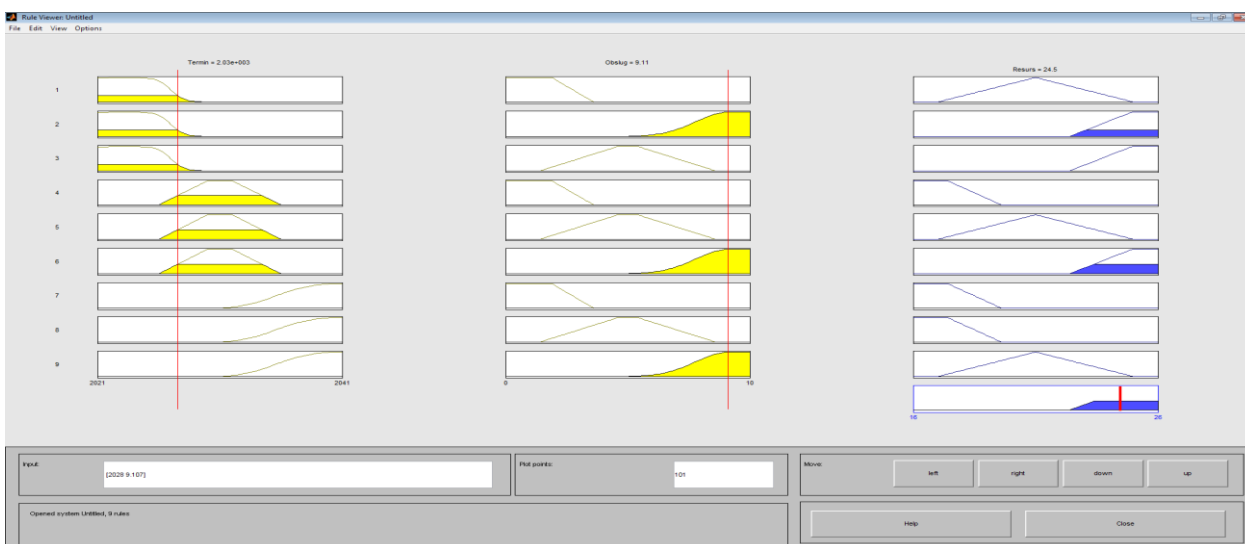 Rule Viewer: Untitled
File Edit View Options
Termin = 2.03e+003
Obslug = 9.11
Resurs = 24.5
1
2
3
4
5
6
7
8
9
2021 2041
0 10
16 26
Input:
[2028 9.107]
Plot points:
101
Move:
left right down up
Opened system Untitled, 9 rules
Help Close